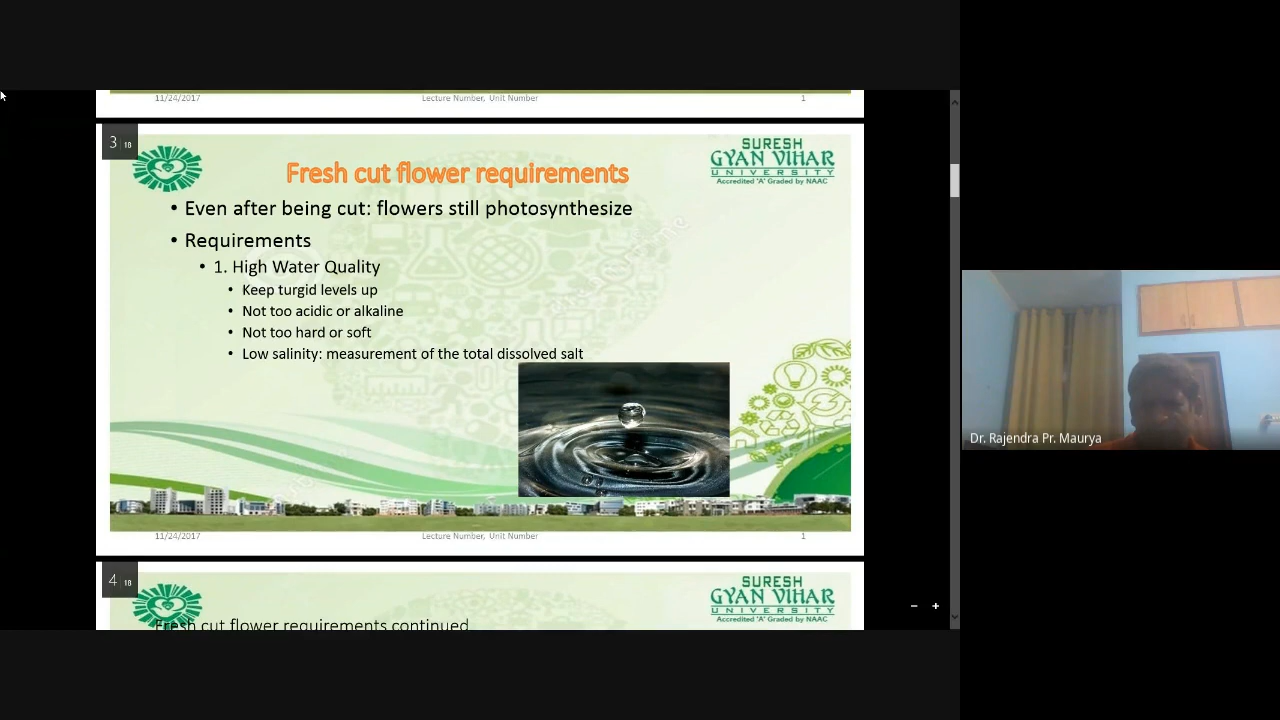 11/24/2017 Lecture Number, Unit Number 1
3 18
SURESH
GYAN VIHAR
UNIVERSITY
Accredited 'A' Graded by NAAC
Fresh cut flower requirements
• Even after being cut: flowers still photosynthesize
• Requirements
• 1. High Water Quality
• Keep turgid levels up
• Not too acidic or alkaline
• Not too hard or soft
• Low salinity: measurement of the total dissolved salt
11/24/2017 Lecture Number, Unit Number 1
4 18
SURESH
GYAN VIHAR
UNIVERSITY
Accredited 'A' Graded by NAAC
Fresh cut flower requirements continued
Dr. Rajendra Pr. Maurya